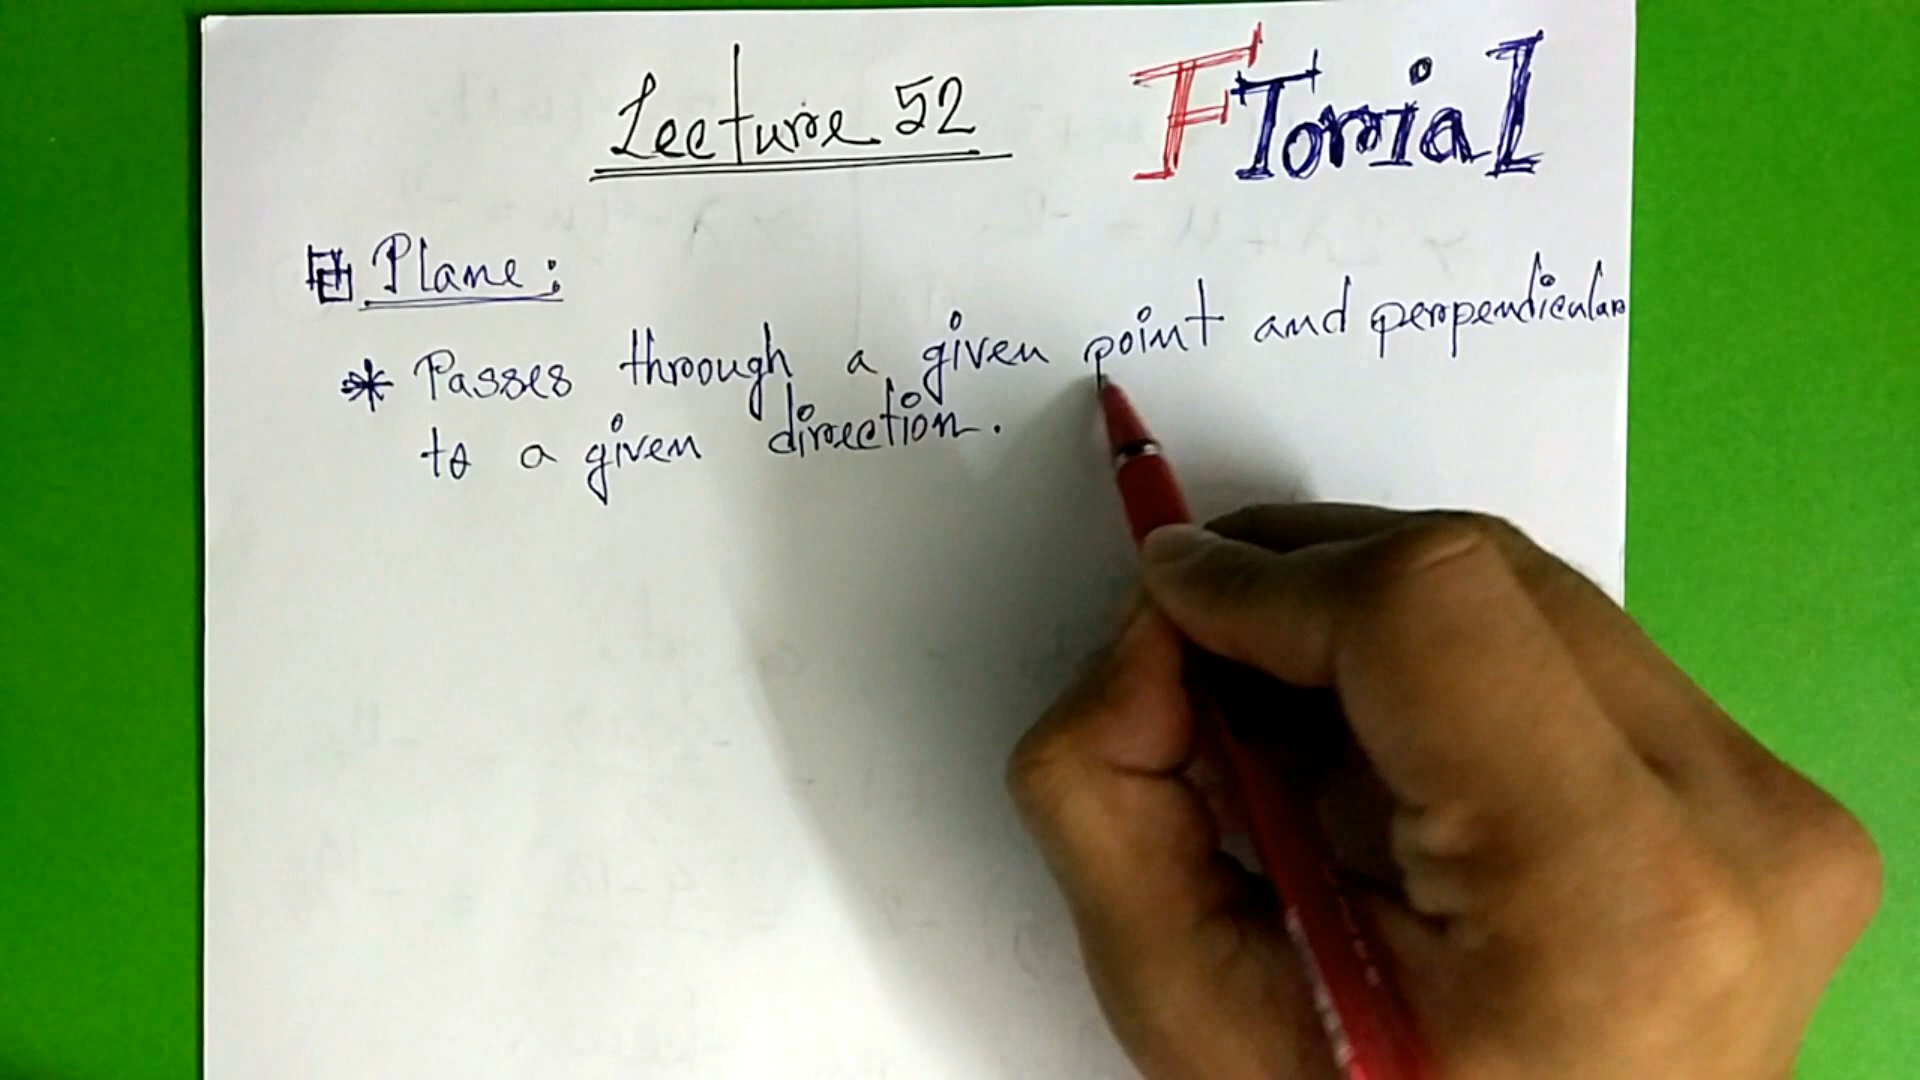 Lecture 52
FTorial
Plane:
* Passes through a given point and perpendicular
to a given direction.